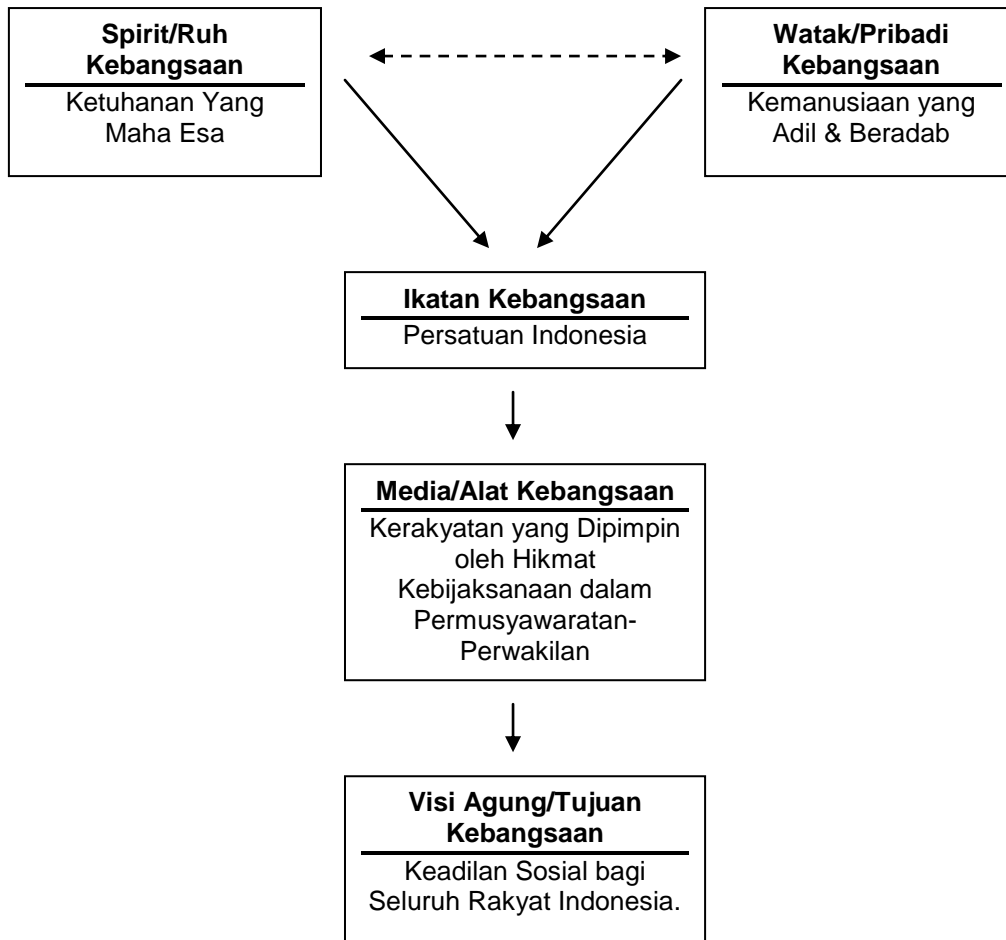 Spirit/Ruh
Kebangsaan
Ketuhanan Yang
Maha Esa
Watak/Pribadi
Kebangsaan
Kemanusiaan yang
Adil & Beradab
Ikatan Kebangsaan
Persatuan Indonesia
Media/Alat Kebangsaan
Kerakyatan yang Dipimpin
oleh Hikmat
Kebijaksanaan dalam
Permusyawaratan-
Perwakilan
Visi Agung/Tujuan
Kebangsaan
Keadilan Sosial bagi
Seluruh Rakyat Indonesia.